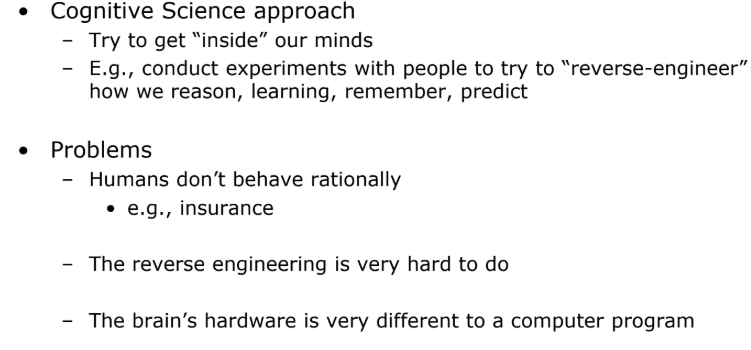 • Cognitive Science approach
– Try to get “inside” our minds
– E.g., conduct experiments with people to try to “reverse-engineer”
how we reason, learning, remember, predict
• Problems
– Humans don’t behave rationally
• e.g., insurance
– The reverse engineering is very hard to do
– The brain’s hardware is very different to a computer program